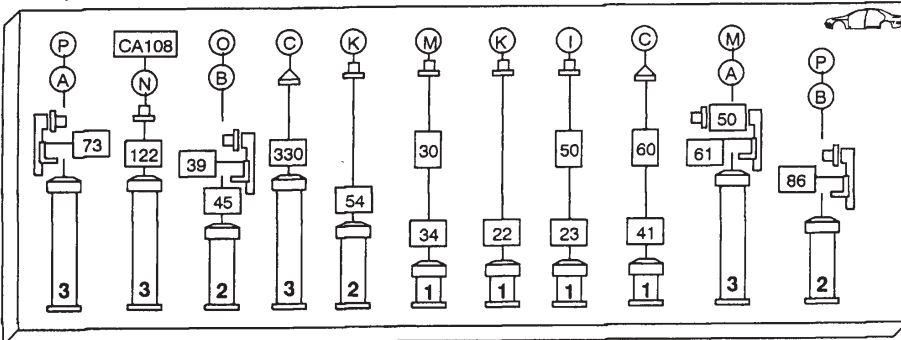 P CA108 O C K M K I C M P
A N B A B
50
73 122 39 330 30 50 60 61 86
45 54
34 22 23 41
3 3 2 3 2 1 1 1 1 3 2